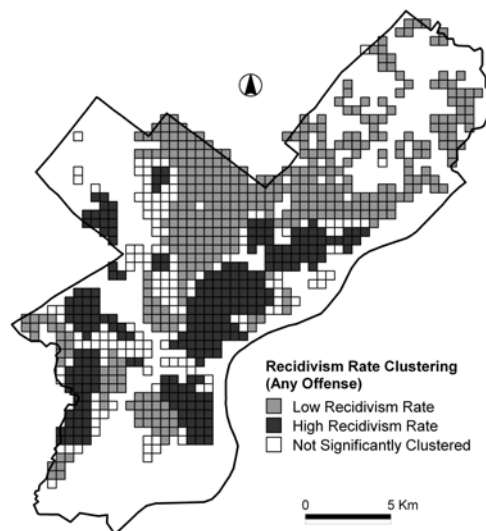 Recidivism Rate Clustering
(Any Offense)
Low Recidivism Rate
High Recidivism Rate
Not Significantly Clustered
0 5 Km